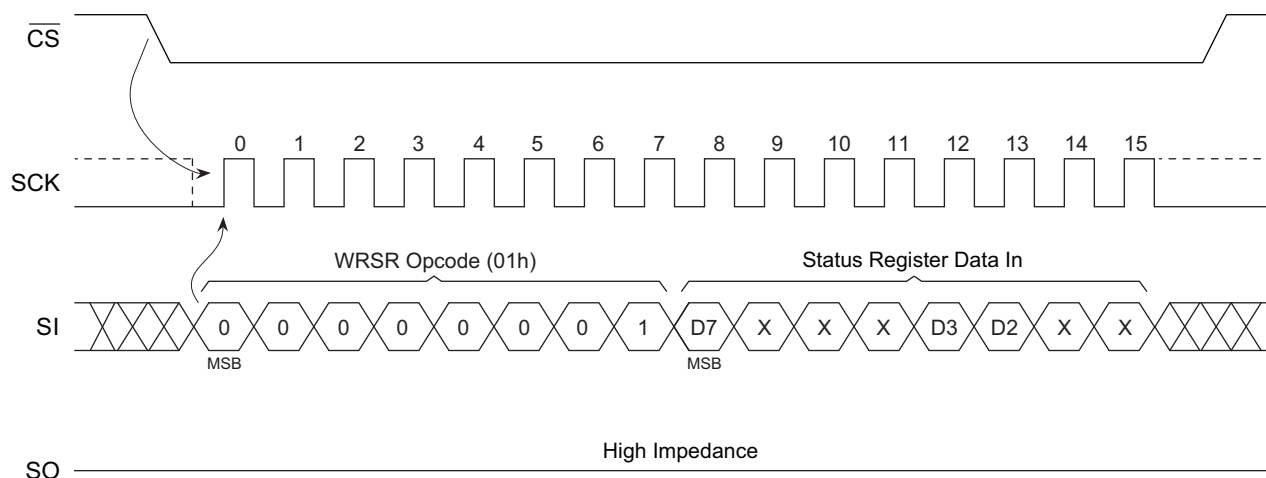 CS
0 1 2 3 4 5 6 7 8 9 10 11 12 13 14 15
SCK
WRSR Opcode (01h) Status Register Data In
SI 0 0 0 0 0 0 0 1 D7 X X X D3 D2 X X
MSB MSB
High Impedance
SO